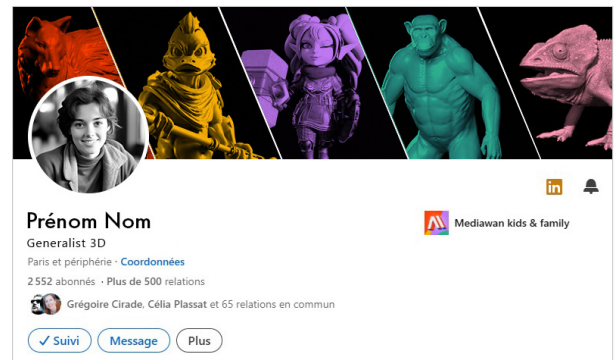 in
Prénom Nom
Mediawan kids & family
Generalist 3D
Paris et périphérie · Coordonnées
2 552 abonnés · Plus de 500 relations
Grégoire Cirade, Célia Plassat et 65 relations en commun
✓ Suivi Message Plus